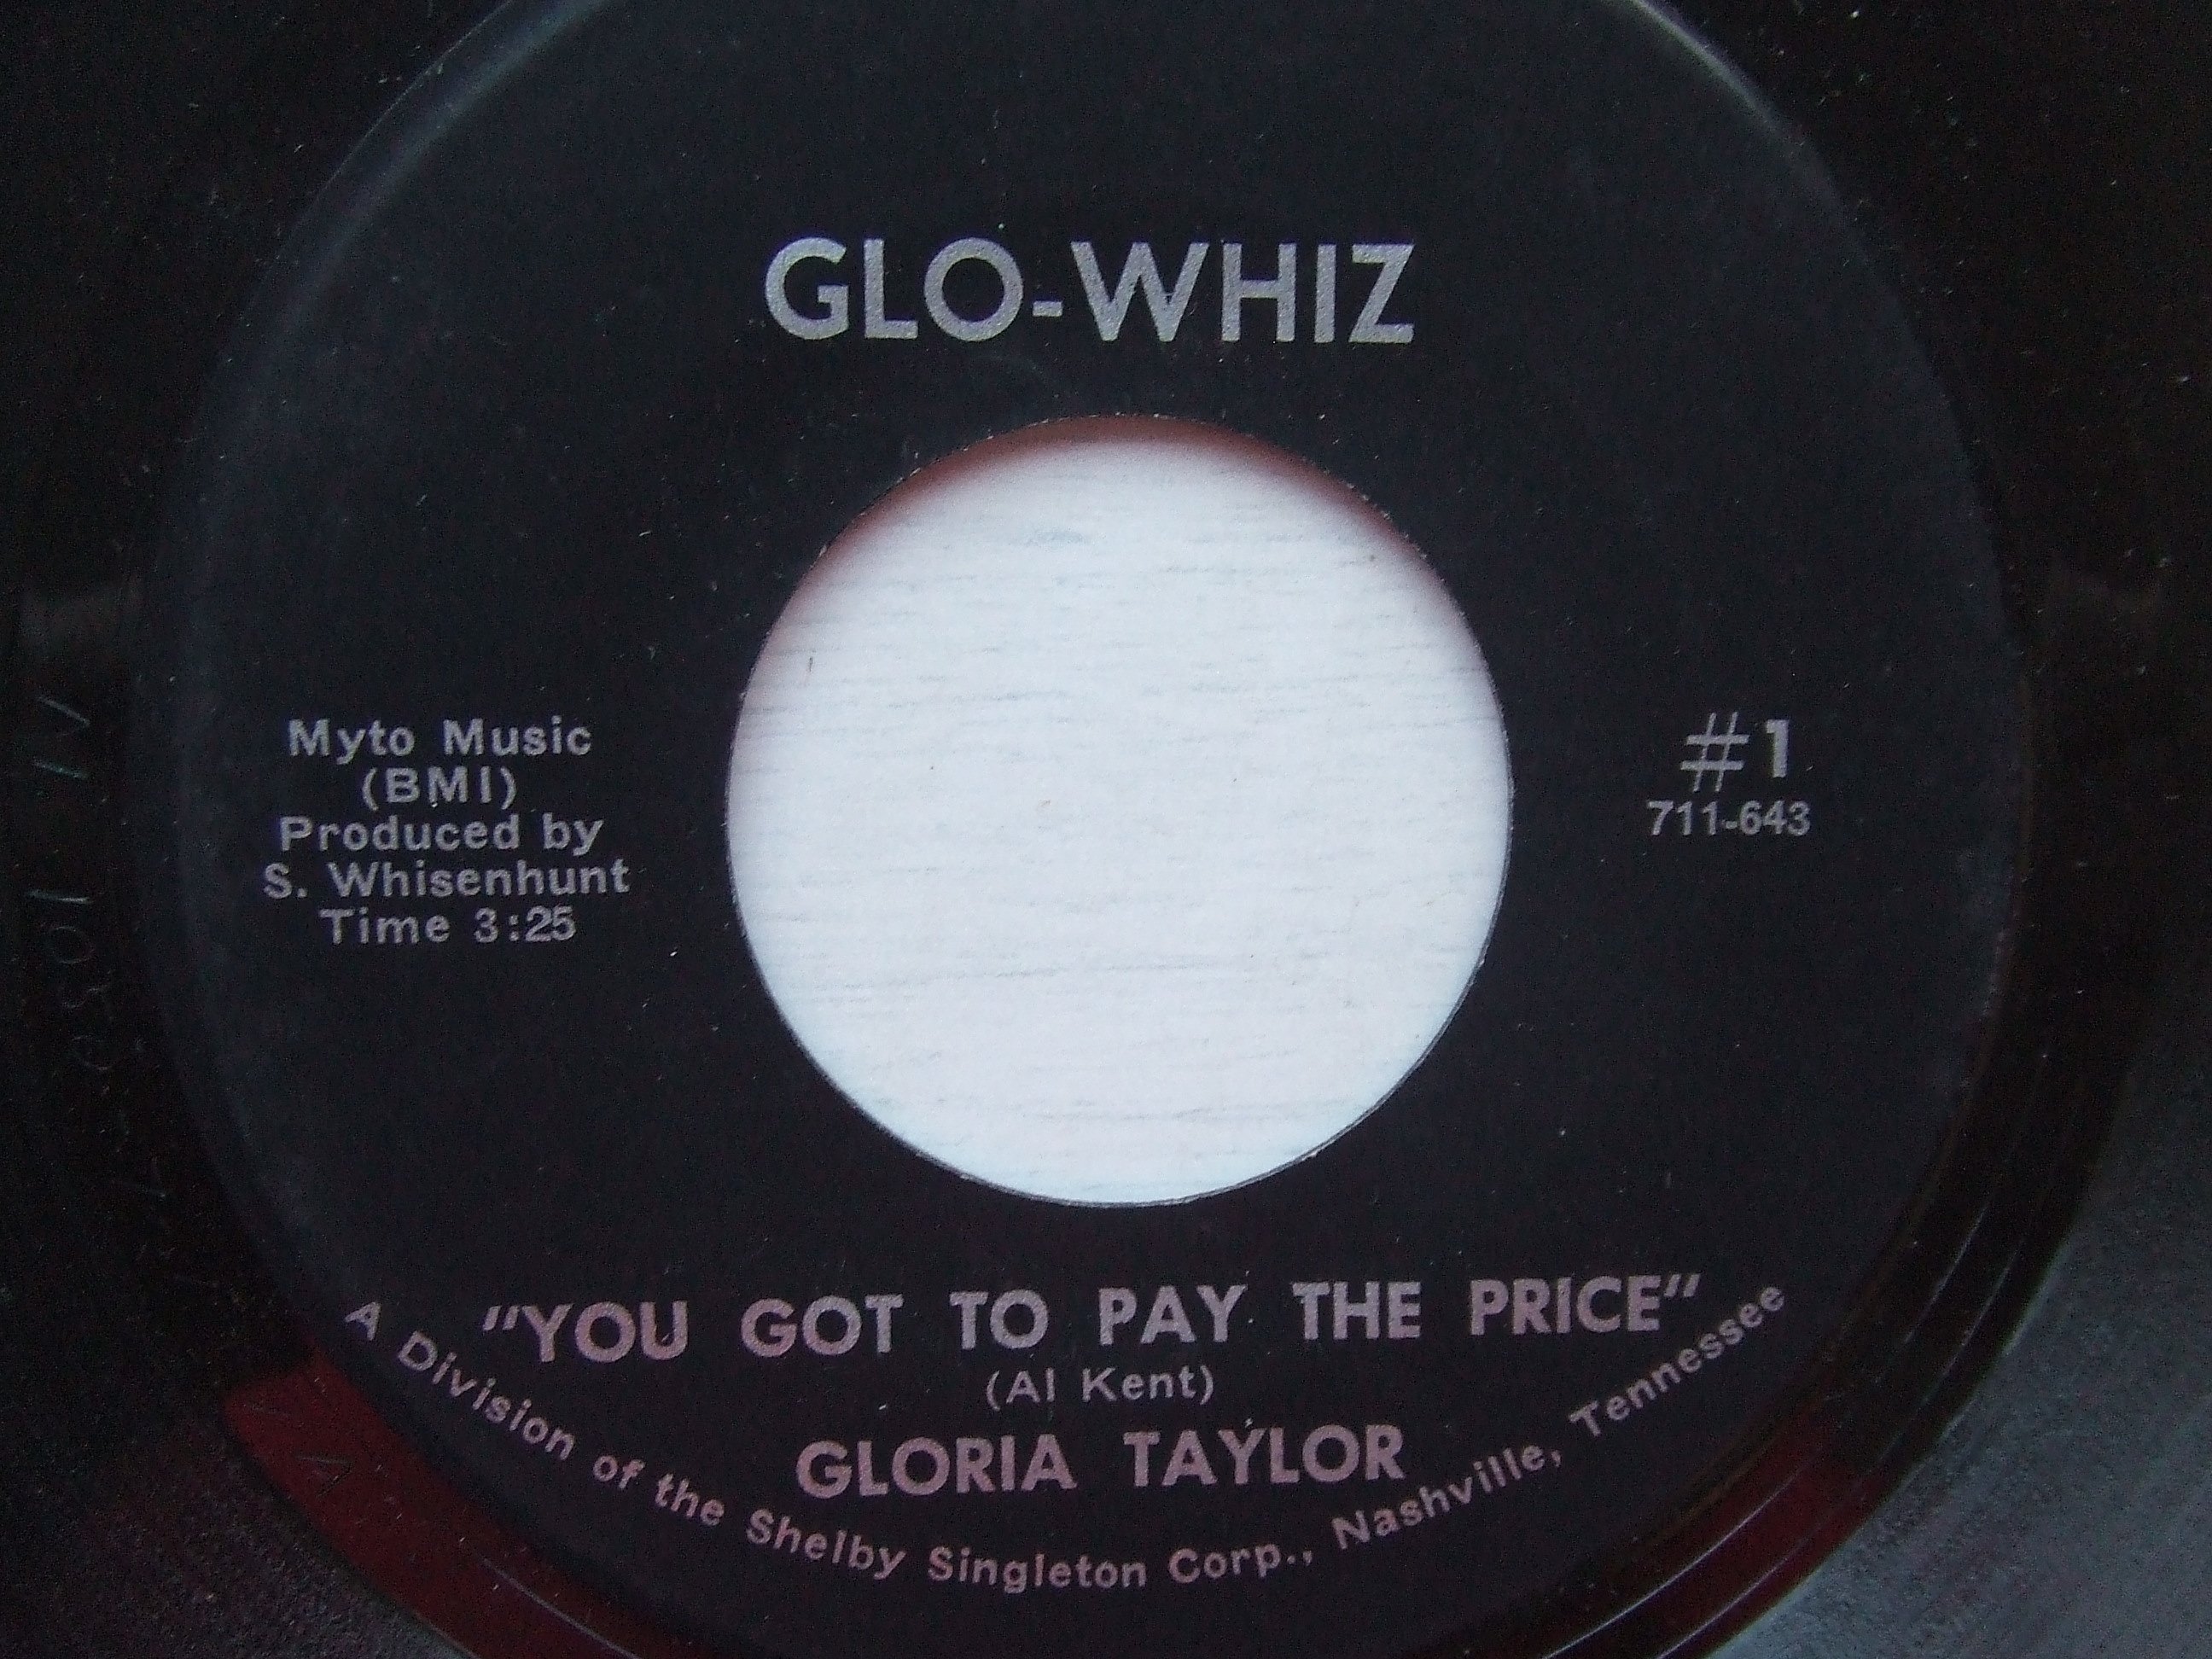 GLO-WHIZ
Myto Music
(BMI)
Produced by
S. Whisenhunt
Time 3:25
#1
711-643
"YOU GOT TO PAY THE PRICE"
(Al Kent)
GLORIA TAYLOR
A Division of the Shelby Singleton Corp., Nashville, Tennessee